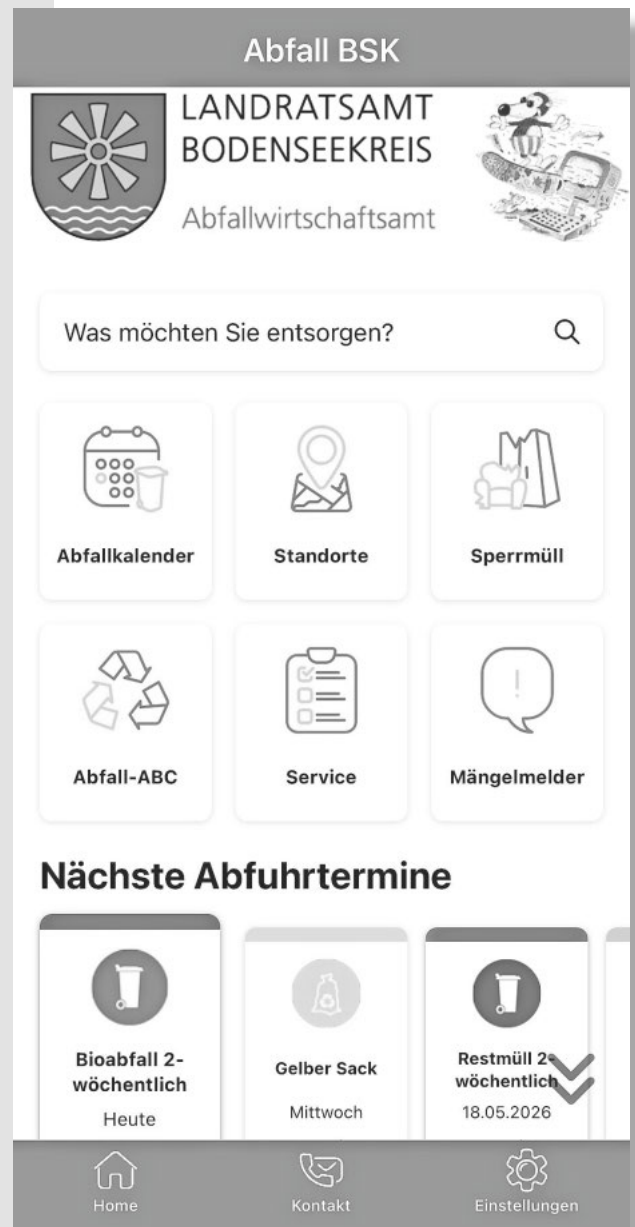 Abfall BSK
LANDRATSAMT
BODENSEEKREIS
Abfallwirtschaftsamt
Was möchten Sie entsorgen?
Abfallkalender
Standorte
Sperrmüll
Abfall-ABC
Service
Mängelmelder
Nächste Abfuhrtermine
Bioabfall 2-
wöchentlich
Heute
Gelber Sack
Mittwoch
Restmüll 2-
wöchentlich
18.05.2026
Home
Kontakt
Einstellungen